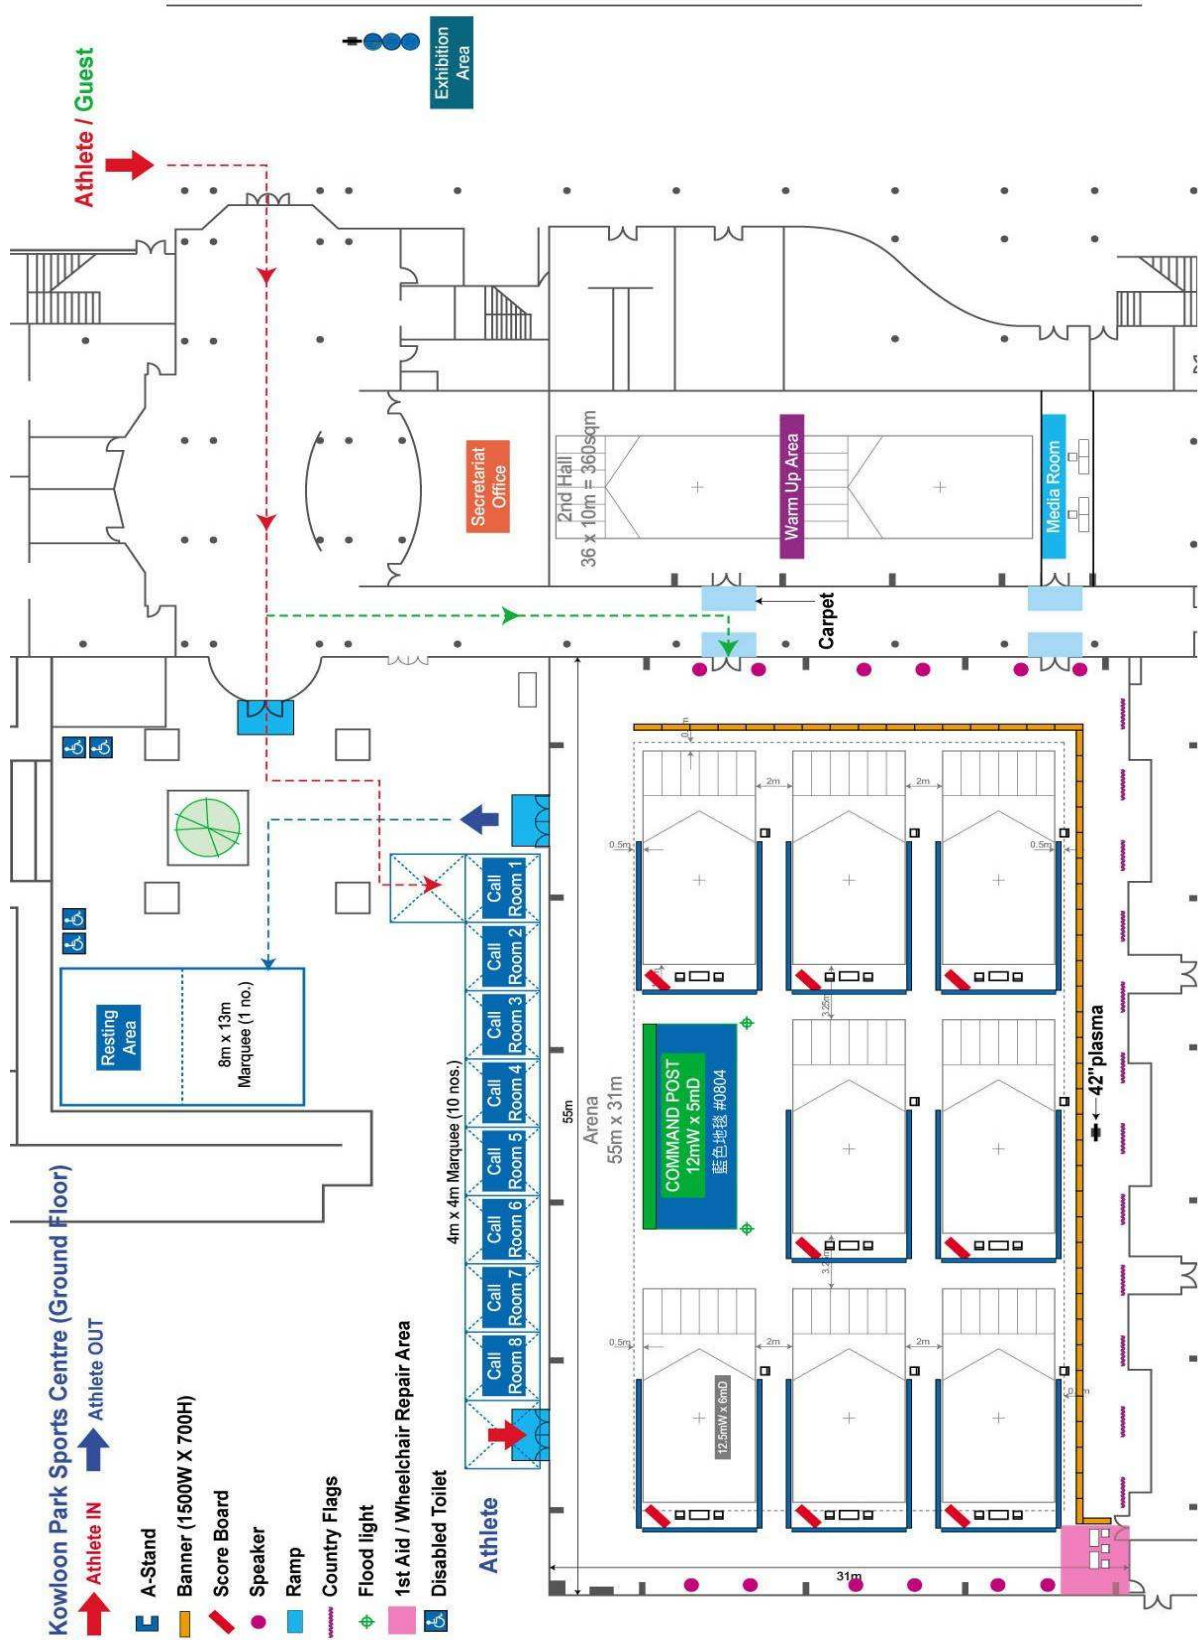 Kowloon Park Sports Centre (Ground Floor)
Athlete IN
Athlete OUT
A-Stand
Banner (1500W X 700H)
Score Board
Speaker
Ramp
Country Flags
Flood light
1st Aid / Wheelchair Repair Area
Disabled Toilet
Athlete
Athlete / Guest
Exhibition
Area
Resting
Area
8m x 13m
Marquee (1 no.)
4m x 4m Marquee (10 nos.)
Call
Room 8
Call
Room 7
Call
Room 6
Call
Room 5
Call
Room 4
Call
Room 3
Call
Room 2
Call
Room 1
Secretariat
Office
2nd Hall
36 x 10m = 360sqm
Warm Up Area
Media Room
Carpet
55m
Arena
55m x 31m
31m
COMMAND POST
12mW x 5mD
藍色地毯 #0804
12.5mW x 6mD
0.5m
0.5m
0.5m
2m
2m
2m
2m
3.25m
42"plasma